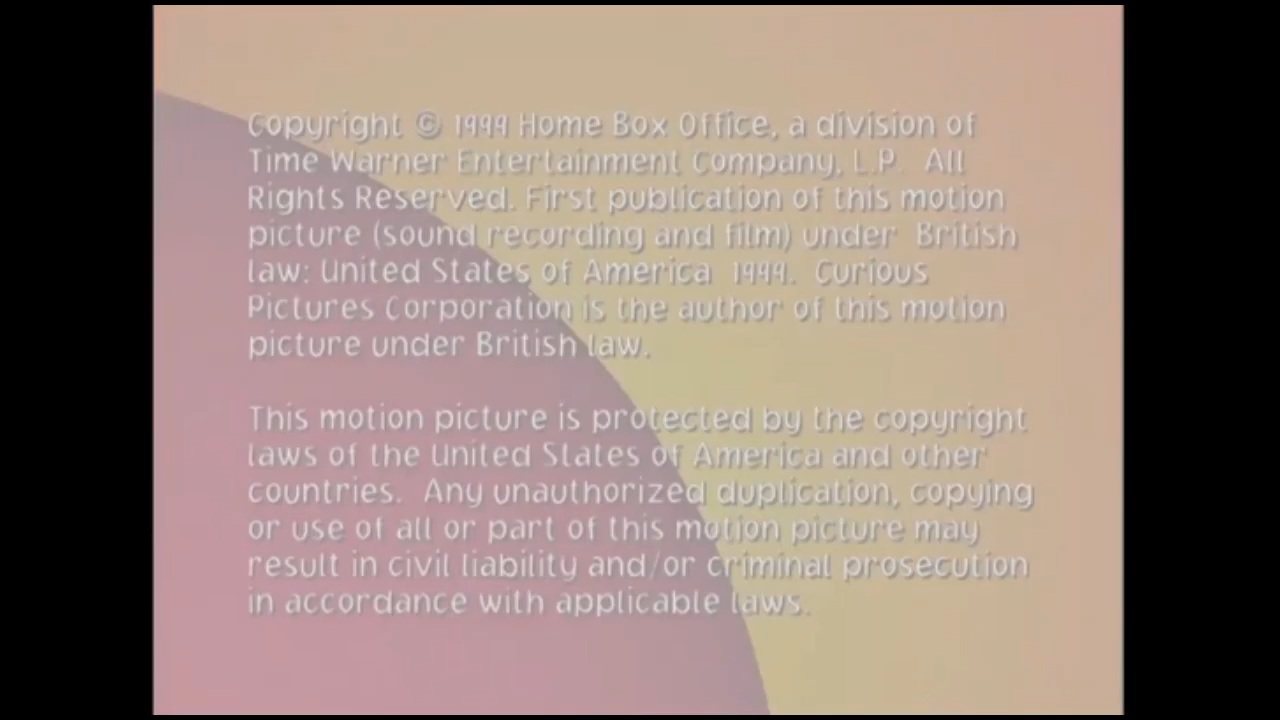 Copyright © 1999 Home Box Office, a division of
Time Warner Entertainment Company, L.P. All
Rights Reserved. First publication of this motion
picture (sound recording and film) under British
law: United States of America 1999. Curious
Pictures Corporation is the author of this motion
picture under British law.
This motion picture is protected by the copyright
laws of the United States of America and other
countries. Any unauthorized duplication, copying
or use of all or part of this motion picture may
result in civil liability and/or criminal prosecution
in accordance with applicable laws.